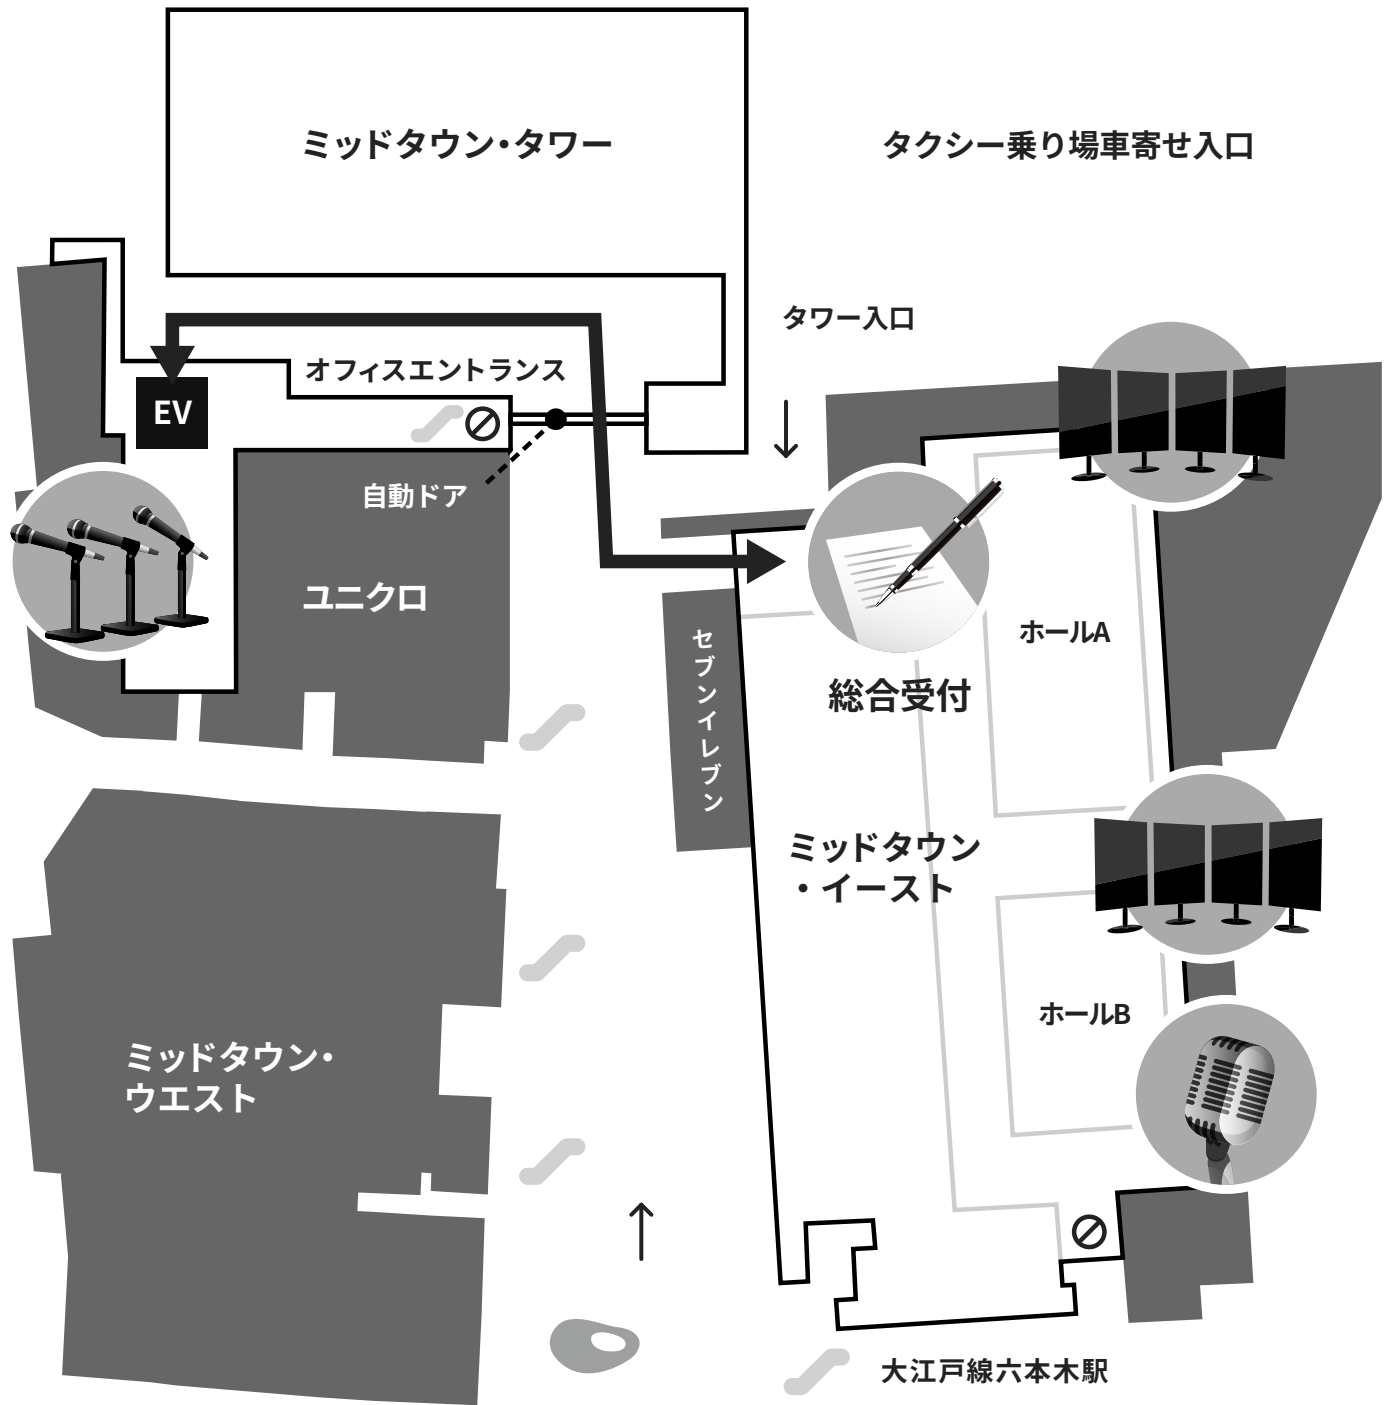 ミッドタウン・タワー
タクシー乗り場車寄せ入口
タワー入口
オフィスエントランス
EV
自動ドア
ユニクロ
セブンイレブン
ホールA
総合受付
ミッドタウン
・イースト
ホールB
ミッドタウン・
ウエスト
大江戸線六本木駅